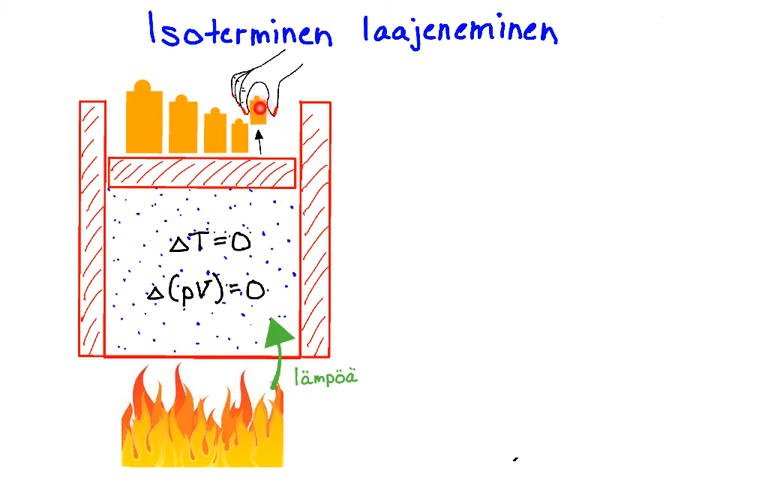 Isoterminen laajeneminen
ΔT=0
Δ(pV)=0
lämpöä